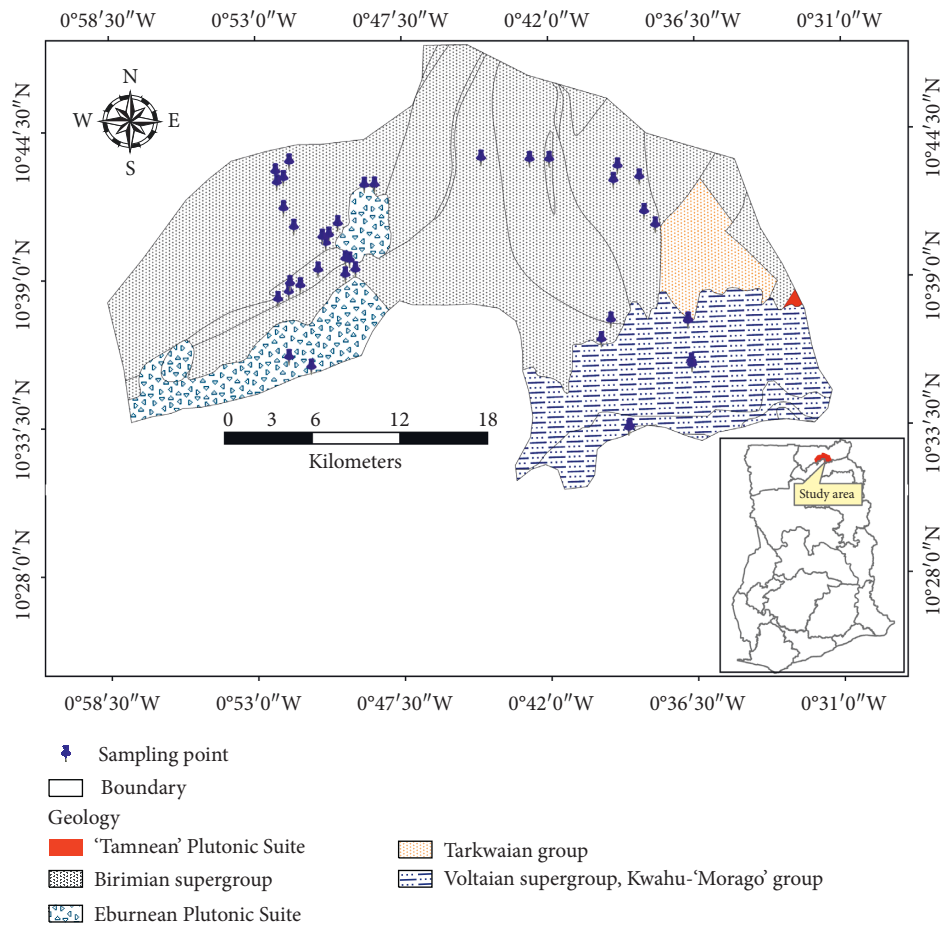 0°58′30″W 0°53′0″W 0°47′30″W 0°42′0″W 0°36′30″W 0°31′0″W
N
W E
S
10°44′30″N 10°44′30″N
10°39′0″N 10°39′0″N
10°33′30″N 10°33′30″N
0 3 6 12 18
Kilometers
Study area
10°28′0″N 10°28′0″N
0°58′30″W 0°53′0″W 0°47′30″W 0°42′0″W 0°36′30″W 0°31′0″W
Sampling point
Boundary
Geology
‘Tamnean’ Plutonic Suite
Birimian supergroup
Eburnean Plutonic Suite
Tarkwaian group
Voltaian supergroup, Kwahu-‘Morago’ group